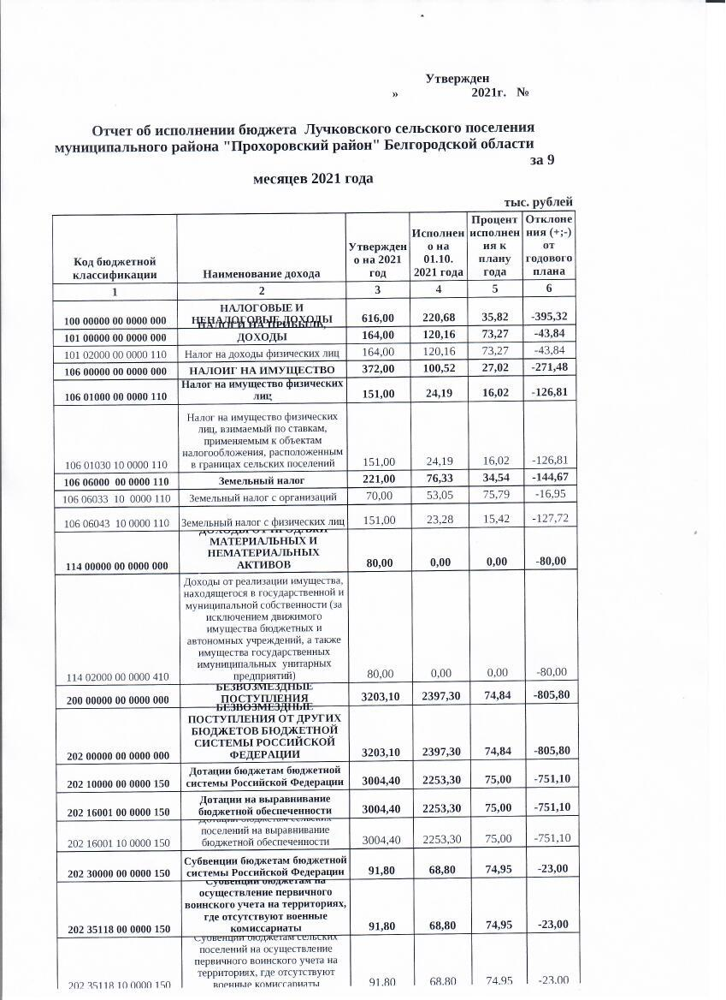 Утвержден
» 2021г. №
Отчет об исполнении бюджета Лучковского сельского поселения
муниципального района "Прохоровский район" Белгородской области
за 9
месяцев 2021 года
тыс. рублей
Код бюджетной классификации Наименование дохода Утвержден о на 2021 год Исполнен о на 01.10. 2021 года Процент исполнен ия к плану года Отклоне ния (+;-) от годового плана
1 2 3 4 5 6
НАЛОГОВЫЕ И
100 00000 00 0000 000 НЕНАЛОГОВЫЕ ДОХОДЫ 616,00 220,68 35,82 -395,32
НАЛОГИ НА ПРИБЫЛЬ,
101 00000 00 0000 000 ДОХОДЫ 164,00 120,16 73,27 -43,84
101 02000 00 0000 110 Налог на доходы физических лиц 164,00 120,16 73,27 -43,84
106 00000 00 0000 000 НАЛОИГ НА ИМУЩЕСТВО 372,00 100,52 27,02 -271,48
Налог на имущество физических
106 01000 00 0000 110 лиц 151,00 24,19 16,02 -126,81
Налог на имущество физических
лиц, взимаемый по ставкам,
применяемым к объектам
налогообложения, расположенным
106 01030 10 0000 110 в границах сельских поселений 151,00 24,19 16,02 -126,81
106 06000 00 0000 110 Земельный налог 221,00 76,33 34,54 -144,67
106 06033 10 0000 110 Земельный налог с организаций 70,00 53,05 75,79 -16,95
106 06043 10 0000 110 Земельный налог с физических лиц 151,00 23,28 15,42 -127,72
ДОХОДЫ ОТ ПРОДАЖИ
МАТЕРИАЛЬНЫХ И
НЕМАТЕРИАЛЬНЫХ
114 00000 00 0000 000 АКТИВОВ 80,00 0,00 0,00 -80,00
Доходы от реализации имущества,
находящегося в государственной и
муниципальной собственности (за
исключением движимого
имущества бюджетных и
автономных учреждений, а также
имущества государственных
имуниципальных унитарных
114 02000 00 0000 410 предприятий) 80,00 0,00 0,00 -80,00
БЕЗВОЗМЕЗДНЫЕ
200 00000 00 0000 000 ПОСТУПЛЕНИЯ 3203,10 2397,30 74,84 -805,80
БЕЗВОЗМЕЗДНЫЕ
ПОСТУПЛЕНИЯ ОТ ДРУГИХ
БЮДЖЕТОВ БЮДЖЕТНОЙ
СИСТЕМЫ РОССИЙСКОЙ
202 00000 00 0000 000 ФЕДЕРАЦИИ 3203,10 2397,30 74,84 -805,80
Дотации бюджетам бюджетной
202 10000 00 0000 150 системы Российской Федерации 3004,40 2253,30 75,00 -751,10
Дотации на выравнивание
202 16001 00 0000 150 бюджетной обеспеченности 3004,40 2253,30 75,00 -751,10
Дотации бюджетам сельских
поселений на выравнивание
202 16001 10 0000 150 бюджетной обеспеченности 3004,40 2253,30 75,00 -751,10
Субвенции бюджетам бюджетной
202 30000 00 0000 150 системы Российской Федерации 91,80 68,80 74,95 -23,00
Субвенции бюджетам на
осуществление первичного
воинского учета на территориях,
где отсутствуют военные
202 35118 00 0000 150 комиссариаты 91,80 68,80 74,95 -23,00
Субвенции бюджетам сельских
поселений на осуществление
первичного воинского учета на
территориях, где отсутствуют
202 35118 10 0000 150 военные комиссариаты 91,80 68,80 74,95 -23,00